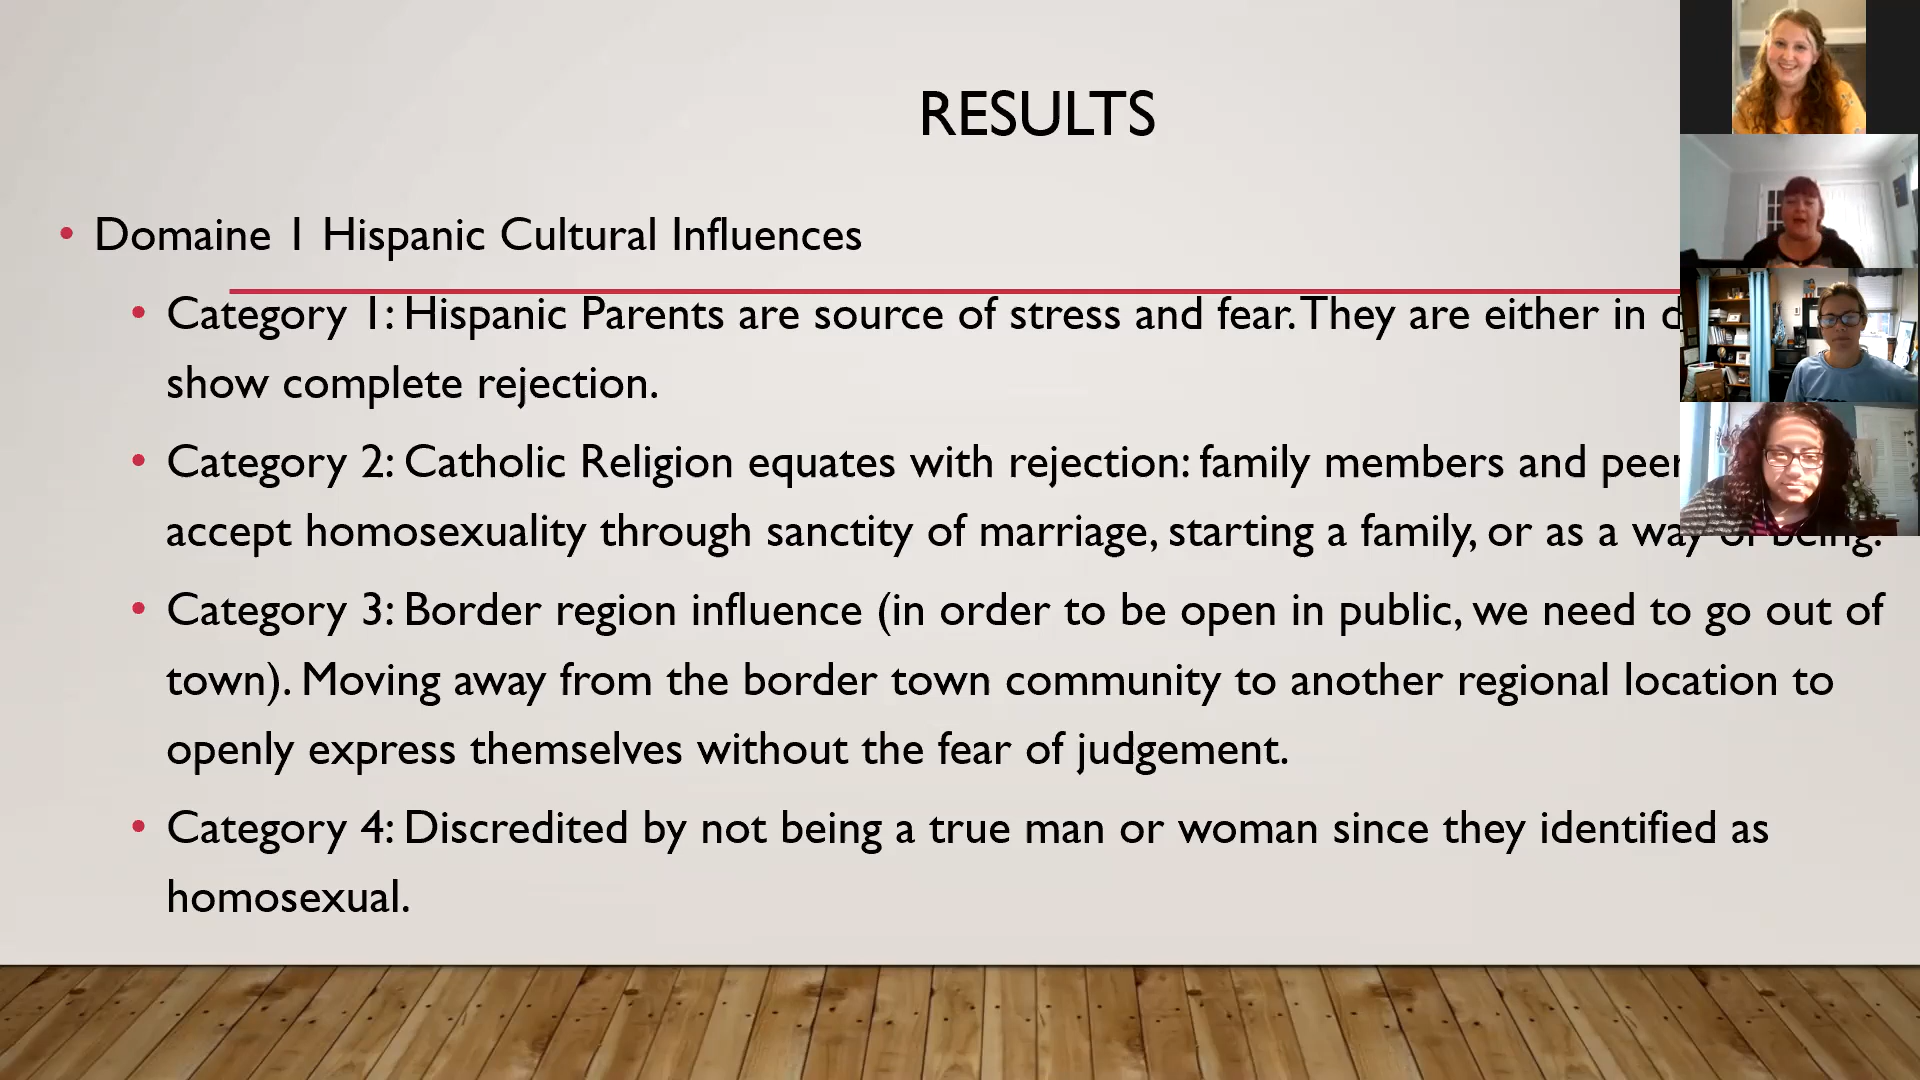 RESULTS
• Domaine 1 Hispanic Cultural Influences
• Category 1: Hispanic Parents are source of stress and fear. They are either in
show complete rejection.
• Category 2: Catholic Religion equates with rejection: family members and
accept homosexuality through sanctity of marriage, starting a family, or as a way of being.
• Category 3: Border region influence (in order to be open in public, we need to go out of
town). Moving away from the border town community to another regional location to
openly express themselves without the fear of judgement.
• Category 4: Discredited by not being a true man or woman since they identified as
homosexual.